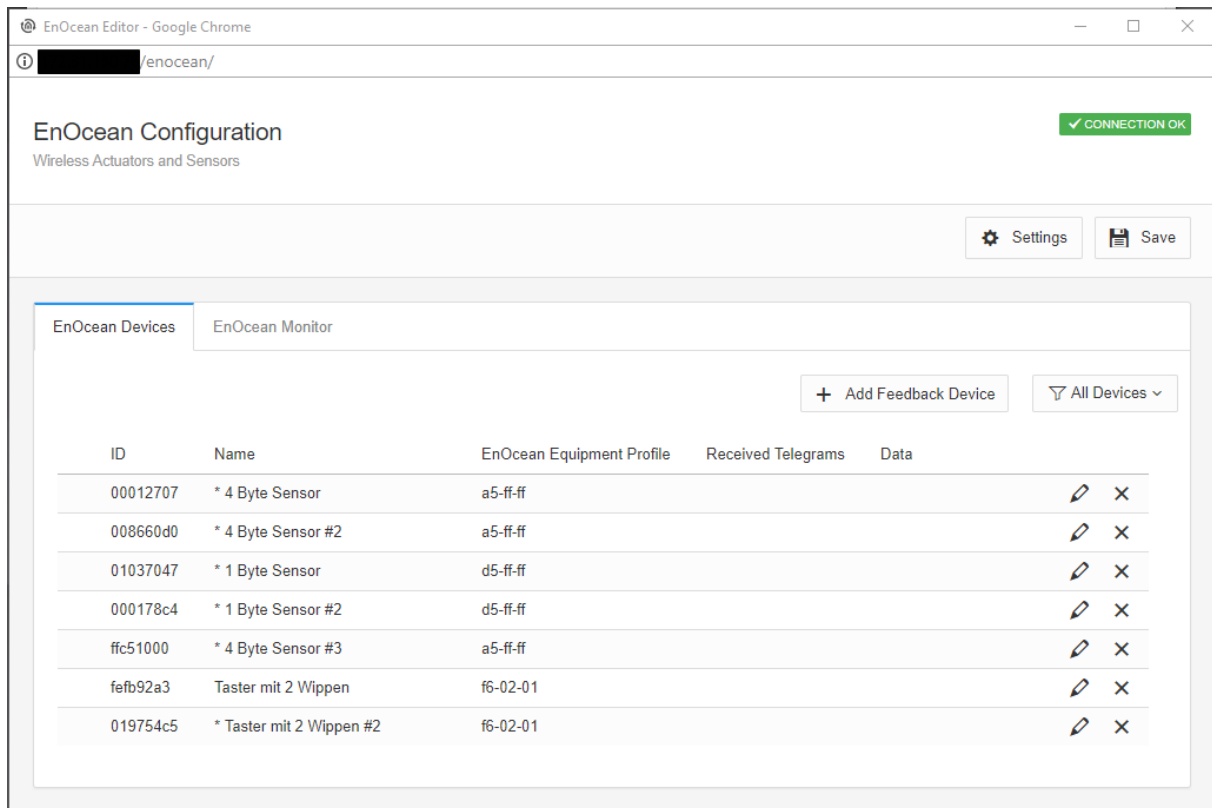 EnOcean Editor - Google Chrome
/enocean/
EnOcean Configuration
CONNECTION OK
Wireless Actuators and Sensors
Settings Save
EnOcean Devices EnOcean Monitor
+ Add Feedback Device All Devices
ID Name EnOcean Equipment Profile Received Telegrams Data
00012707 * 4 Byte Sensor a5-ff-ff
008660d0 * 4 Byte Sensor #2 a5-ff-ff
01037047 * 1 Byte Sensor d5-ff-ff
000178c4 * 1 Byte Sensor #2 d5-ff-ff
ffc51000 * 4 Byte Sensor #3 a5-ff-ff
fefb92a3 Taster mit 2 Wippen f6-02-01
019754c5 * Taster mit 2 Wippen #2 f6-02-01